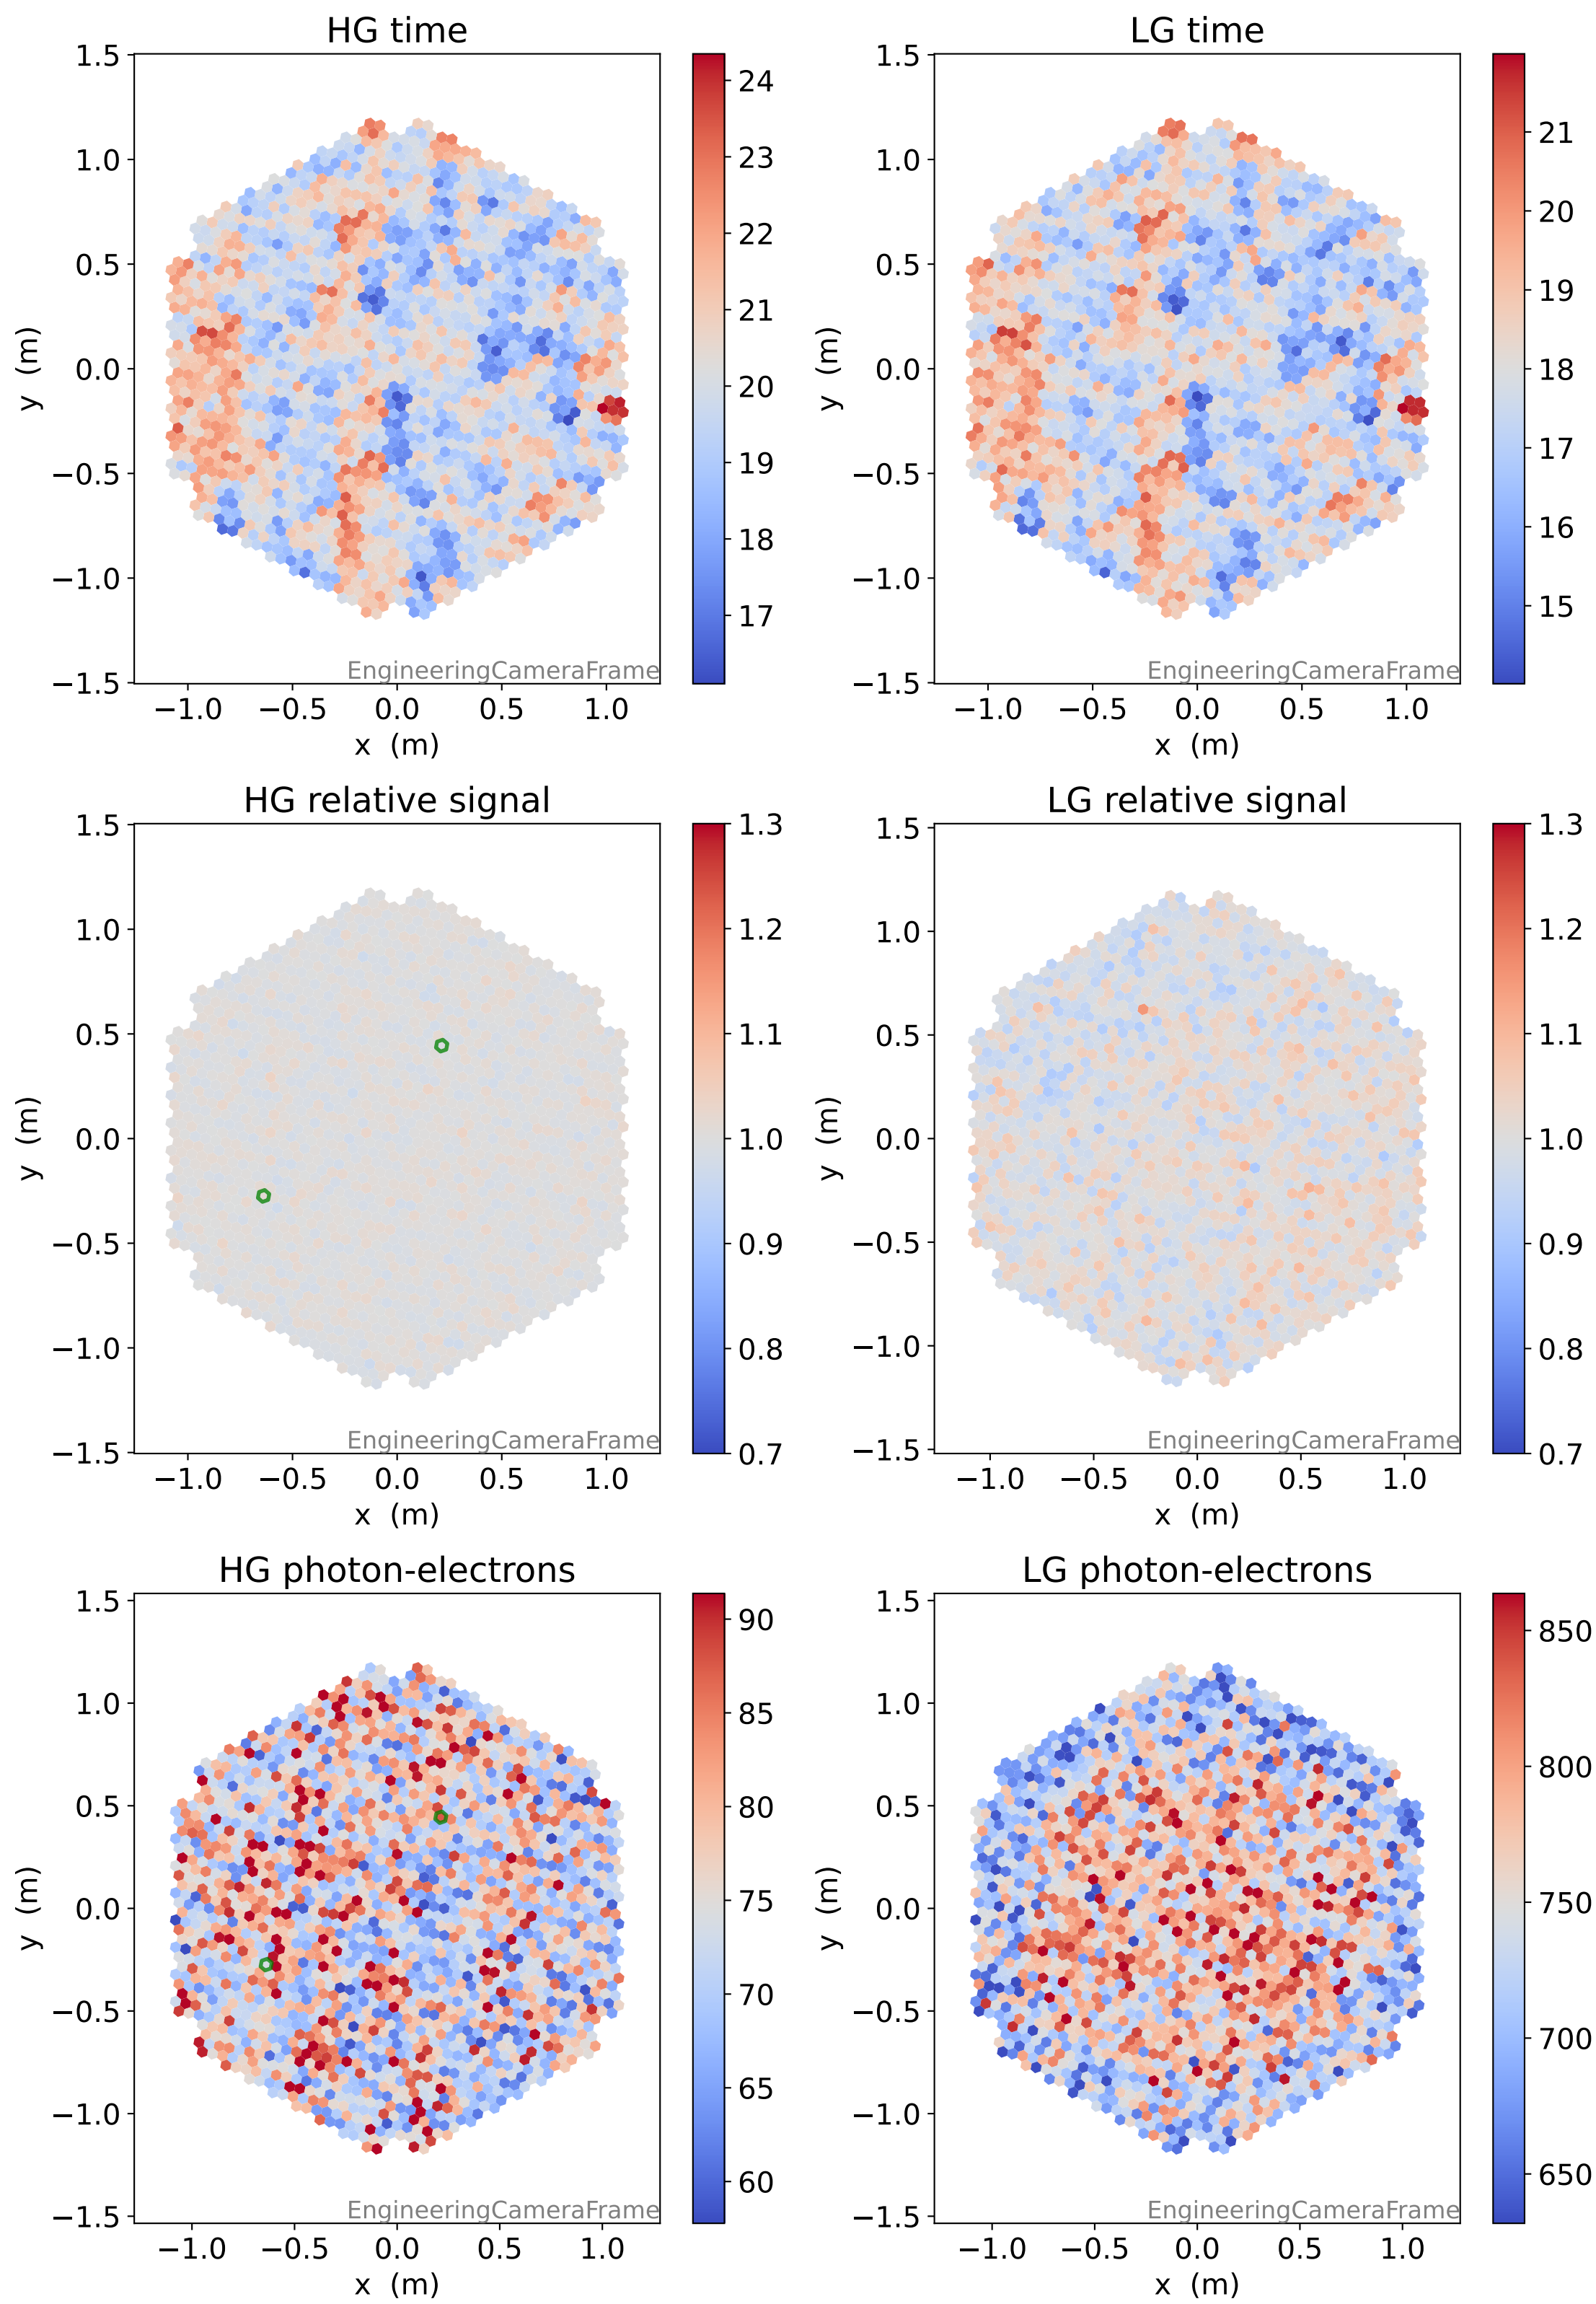 HG time
LG time
1.5
1.0
0.5
0.0
−0.5
−1.0
−1.5
y (m)
EngineeringCameraFrame
−1.0 −0.5 0.0 0.5 1.0
x (m)
24
23
22
21
20
19
18
17
1.5
1.0
0.5
0.0
−0.5
−1.0
−1.5
y (m)
EngineeringCameraFrame
−1.0 −0.5 0.0 0.5 1.0
x (m)
21
20
19
18
17
16
15
HG relative signal
LG relative signal
1.5
1.0
0.5
0.0
−0.5
−1.0
−1.5
y (m)
EngineeringCameraFrame
−1.0 −0.5 0.0 0.5 1.0
x (m)
1.3
1.2
1.1
1.0
0.9
0.8
0.7
1.5
1.0
0.5
0.0
−0.5
−1.0
−1.5
y (m)
EngineeringCameraFrame
−1.0 −0.5 0.0 0.5 1.0
x (m)
1.3
1.2
1.1
1.0
0.9
0.8
0.7
HG photon-electrons
LG photon-electrons
1.5
1.0
0.5
0.0
−0.5
−1.0
−1.5
y (m)
EngineeringCameraFrame
−1.0 −0.5 0.0 0.5 1.0
x (m)
90
85
80
75
70
65
60
1.5
1.0
0.5
0.0
−0.5
−1.0
−1.5
y (m)
EngineeringCameraFrame
−1.0 −0.5 0.0 0.5 1.0
x (m)
850
800
750
700
650